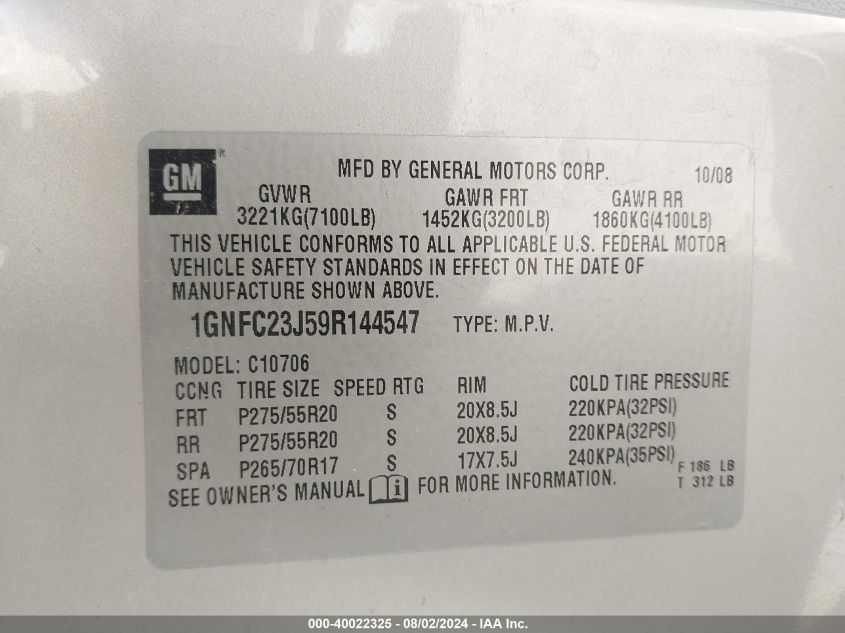 GM® MFD BY GENERAL MOTORS CORP. 10/08
GVWR GAWR FRT GAWR RR
3221KG(7100LB) 1452KG(3200LB) 1860KG(4100LB)
THIS VEHICLE CONFORMS TO ALL APPLICABLE U.S. FEDERAL MOTOR
VEHICLE SAFETY STANDARDS IN EFFECT ON THE DATE OF
MANUFACTURE SHOWN ABOVE.
1GNFC23J59R144547 TYPE: M.P.V.
MODEL: C10706
CCNG TIRE SIZE SPEED RTG RIM COLD TIRE PRESSURE
FRT P275/55R20 S 20X8.5J 220KPA(32PSI)
RR P275/55R20 S 20X8.5J 220KPA(32PSI)
SPA P265/70R17 S 17X7.5J 240KPA(35PSI) F 186 LB
SEE OWNER'S MANUAL i FOR MORE INFORMATION. T 312 LB
000-40022325 - 08/02/2024 - IAA Inc.